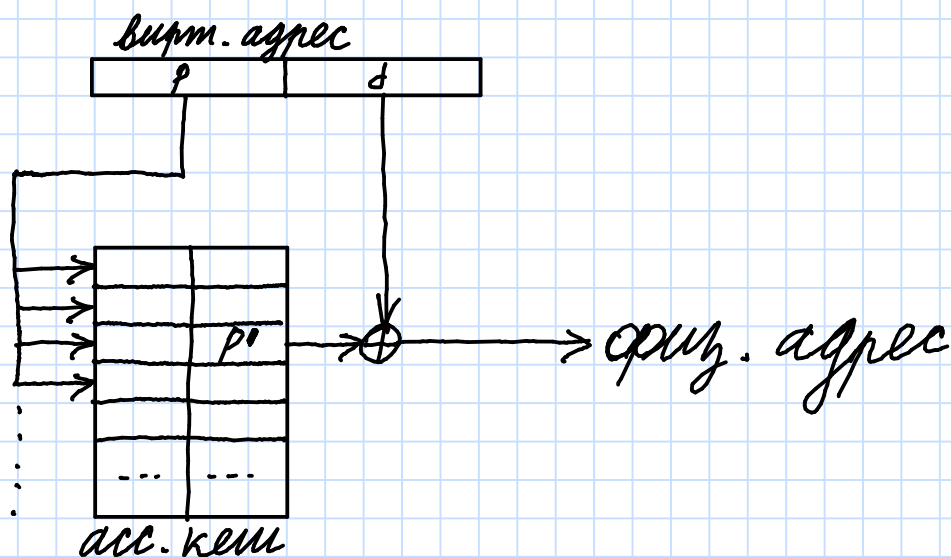 вирт. адрес
p d
p" физ. адрес
... ...
асс. кеш